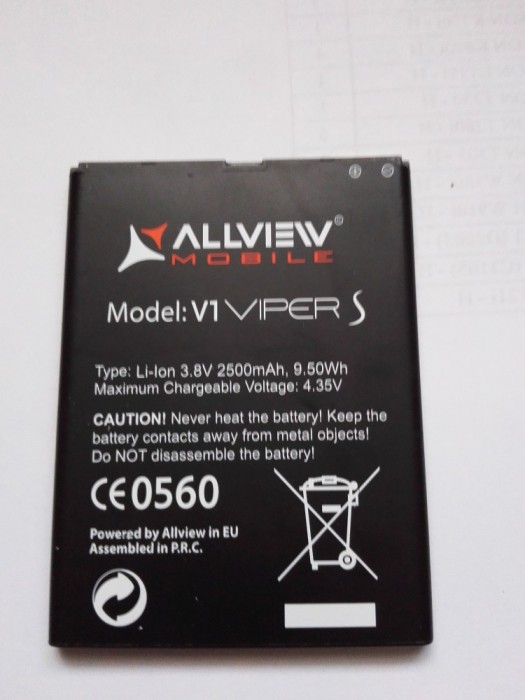 ALLVIEW®
MOBILE
Model: V1 VIPER S
Type: Li-Ion 3.8V 2500mAh, 9.50Wh
Maximum Chargeable Voltage: 4.35V
CAUTION! Never heat the battery! Keep the
battery contacts away from metal objects!
Do NOT disassemble the battery!
CE0560
Powered by Allview in EU
Assembled in P.R.C.